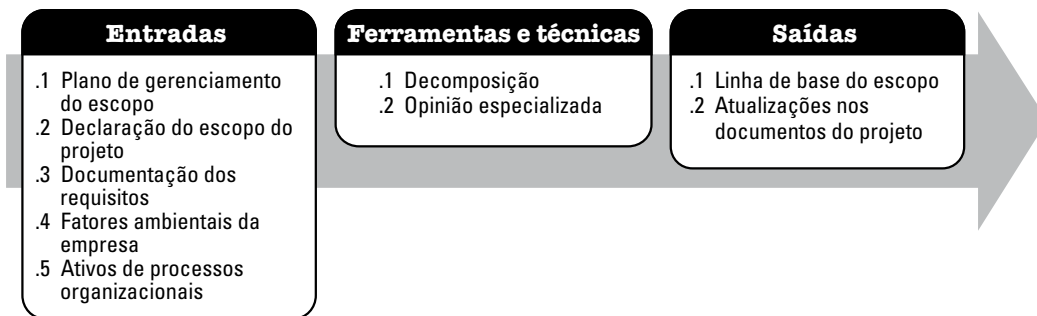 Entradas
.1 Plano de gerenciamento
do escopo
.2 Declaração do escopo do
projeto
.3 Documentação dos
requisitos
.4 Fatores ambientais da
empresa
.5 Ativos de processos
organizacionais
Ferramentas e técnicas
.1 Decomposição
.2 Opinião especializada
Saídas
.1 Linha de base do escopo
.2 Atualizações nos
documentos do projeto